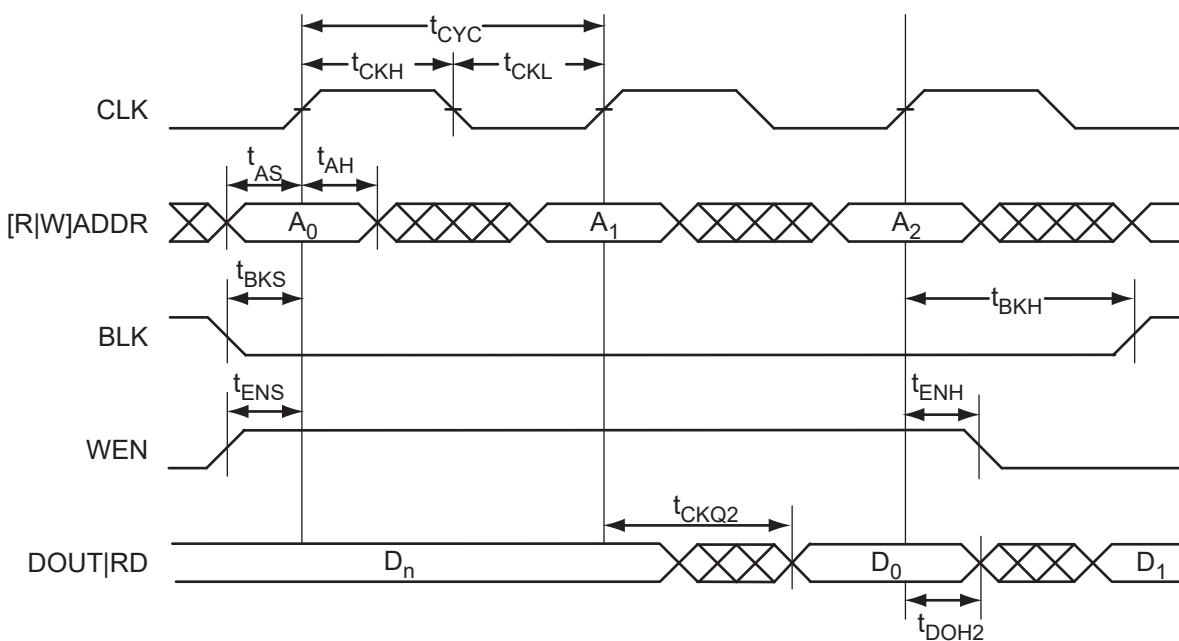 tCYC
tCKH tCKL
CLK
tAS tAH
[R|W]ADDR A0 A1 A2
tBKS tBKH
BLK
tENS tENH
WEN
tCKQ2
DOUT|RD Dn D0 D1
tDOH2